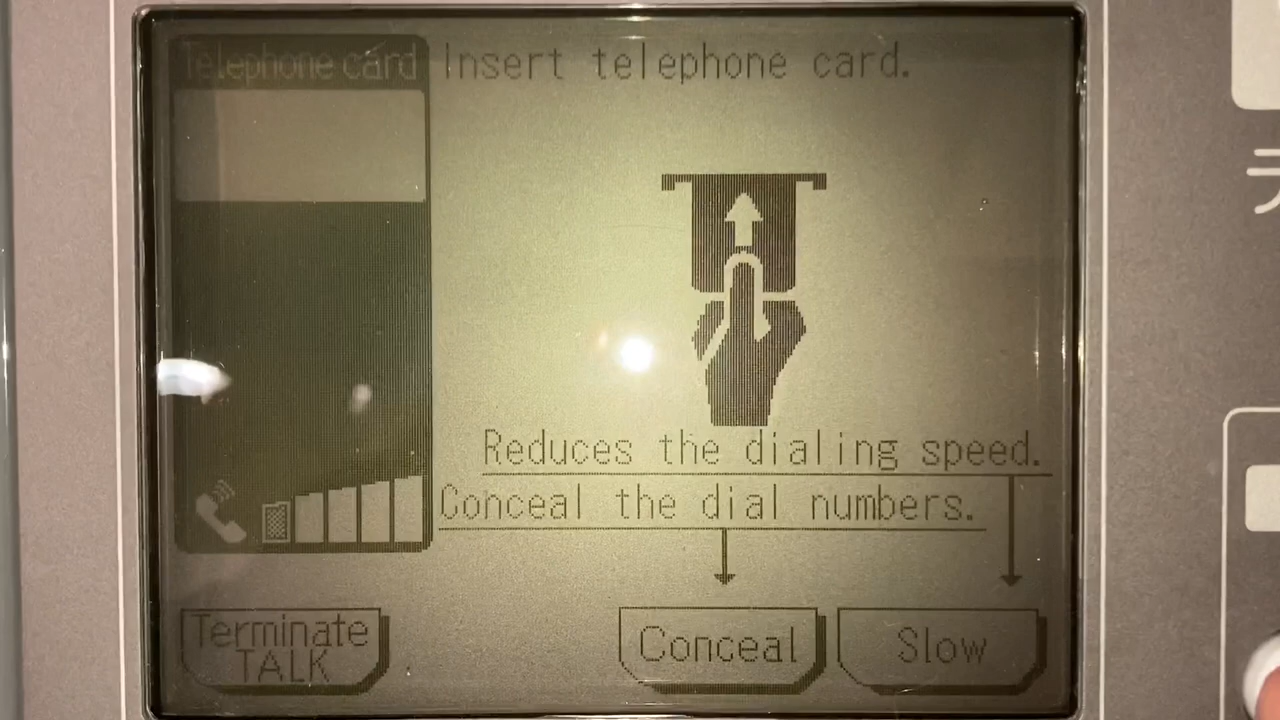 Telephone card
Insert telephone card.
Reduces the dialing speed.
Conceal the dial numbers.
Terminate
TALK
Conceal
Slow